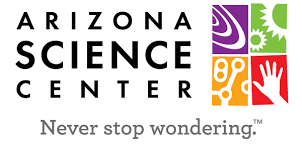 ARIZONA
SCIENCE
CENTER
Never stop wondering.™